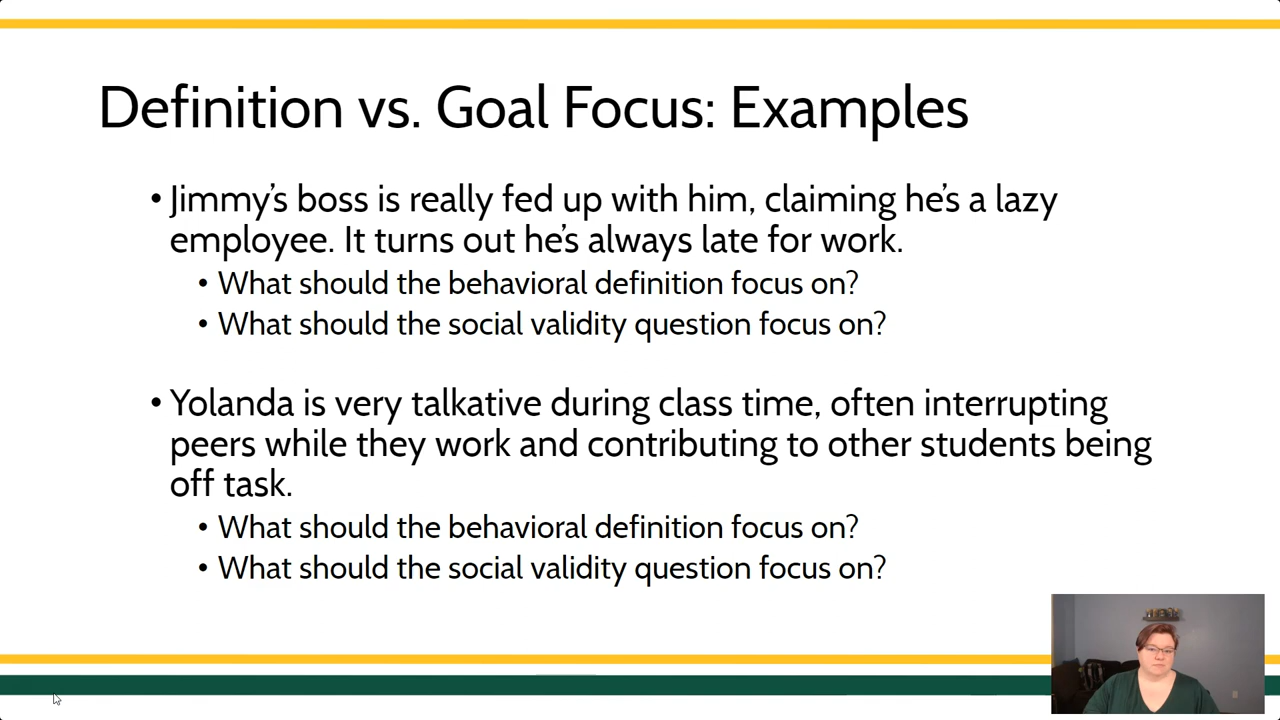 Definition vs. Goal Focus: Examples
• Jimmy's boss is really fed up with him, claiming he's a lazy
employee. It turns out he's always late for work.
• What should the behavioral definition focus on?
• What should the social validity question focus on?
• Yolanda is very talkative during class time, often interrupting
peers while they work and contributing to other students being
off task.
• What should the behavioral definition focus on?
• What should the social validity question focus on?